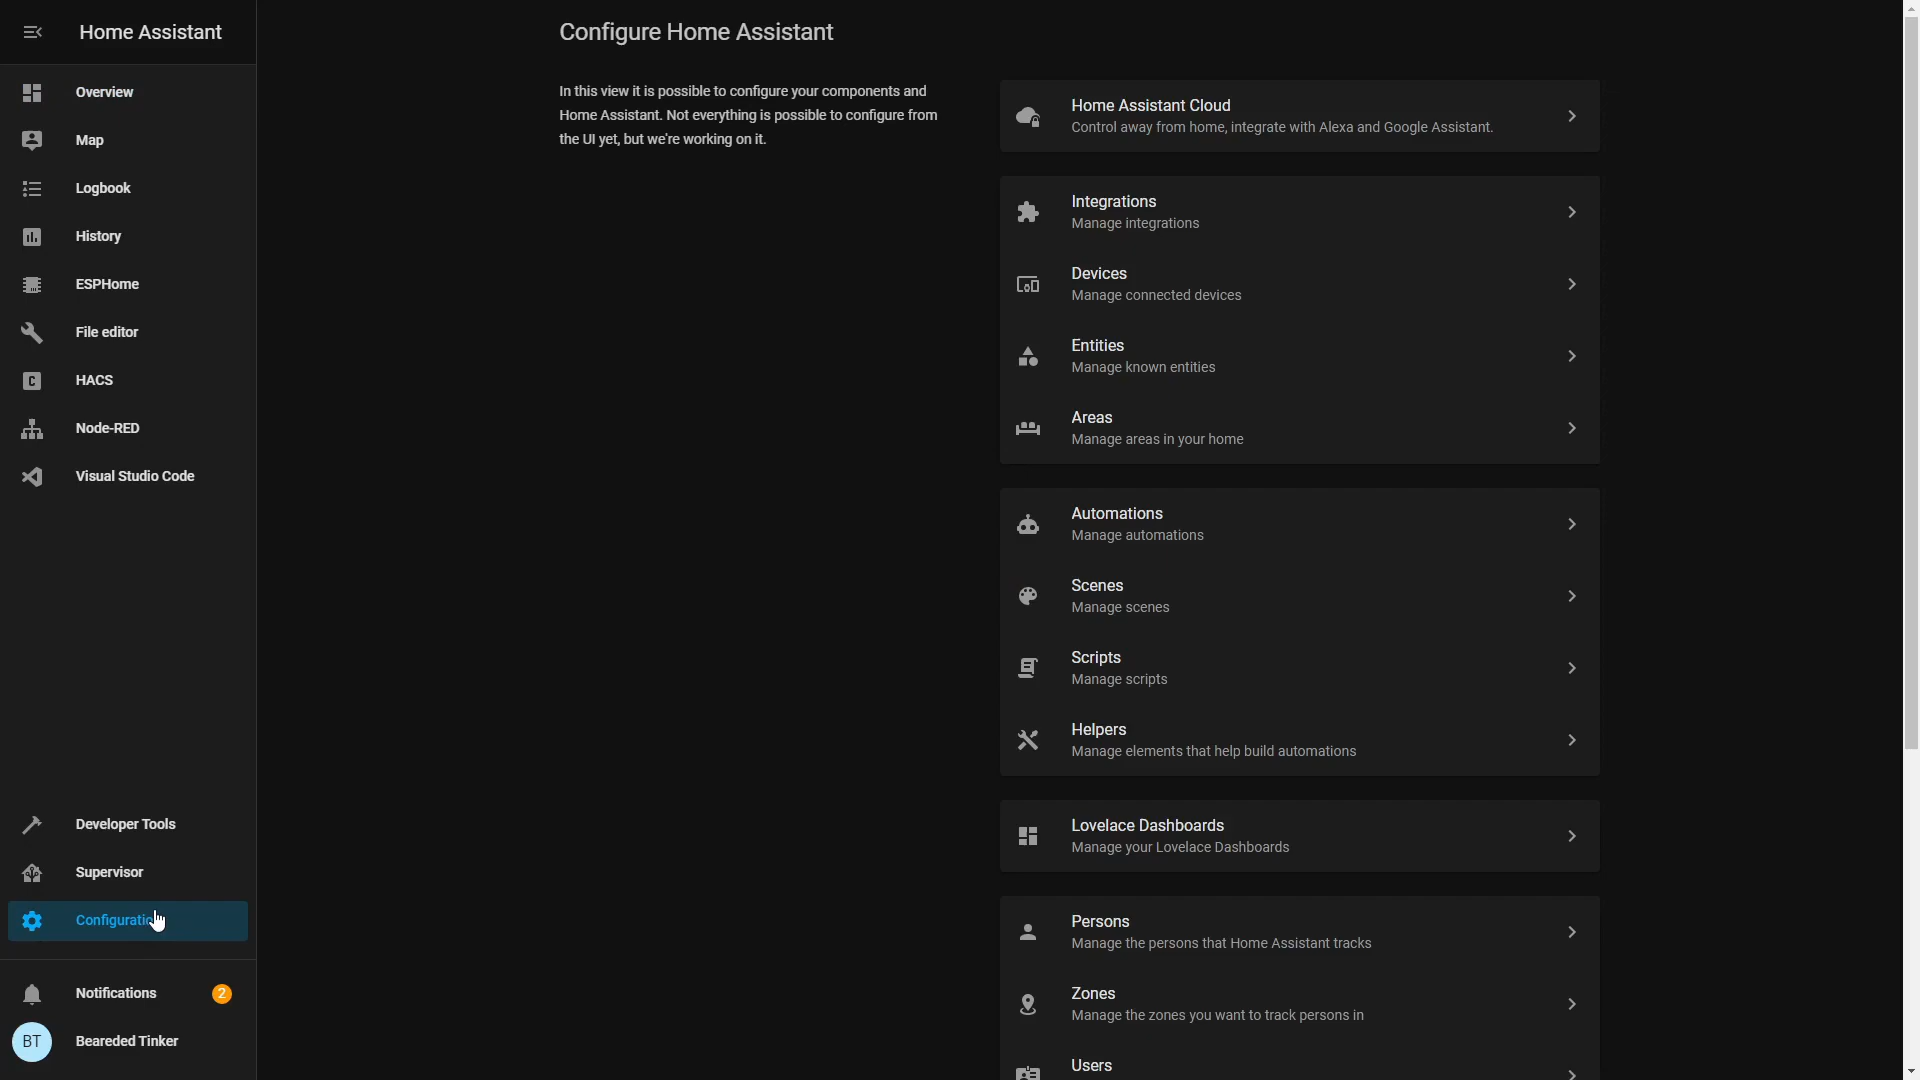 Home Assistant
Overview
Map
Logbook
History
ESPHome
File editor
HACS
Node-RED
Visual Studio Code
Developer Tools
Supervisor
Configuratio
Notifications
2
BT
Bearded Tinker
Configure Home Assistant
In this view it is possible to configure your components and
Home Assistant. Not everything is possible to configure from
the UI yet, but we're working on it.
Home Assistant Cloud
Control away from home, integrate with Alexa and Google Assistant.
Integrations
Manage integrations
Devices
Manage connected devices
Entities
Manage known entities
Areas
Manage areas in your home
Automations
Manage automations
Scenes
Manage scenes
Scripts
Manage scripts
Helpers
Manage elements that help build automations
Lovelace Dashboards
Manage your Lovelace Dashboards
Persons
Manage the persons that Home Assistant tracks
Zones
Manage the zones you want to track persons in
Users